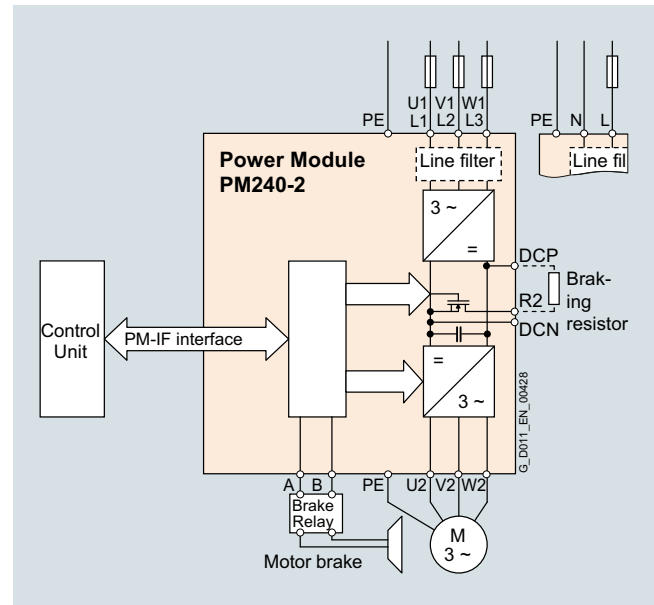 U1 V1 W1
PE L1 L2 L3
PE N L
Power Module
PM240-2
Line filter
Line fil
3 ~
=
DCP
Brak-
ing
resistor
R2
DCN
Control
Unit
PM-IF interface
=
3 ~
G_D011_EN_00428
A B PE U2 V2 W2
Brake
Relay
M
3 ~
Motor brake